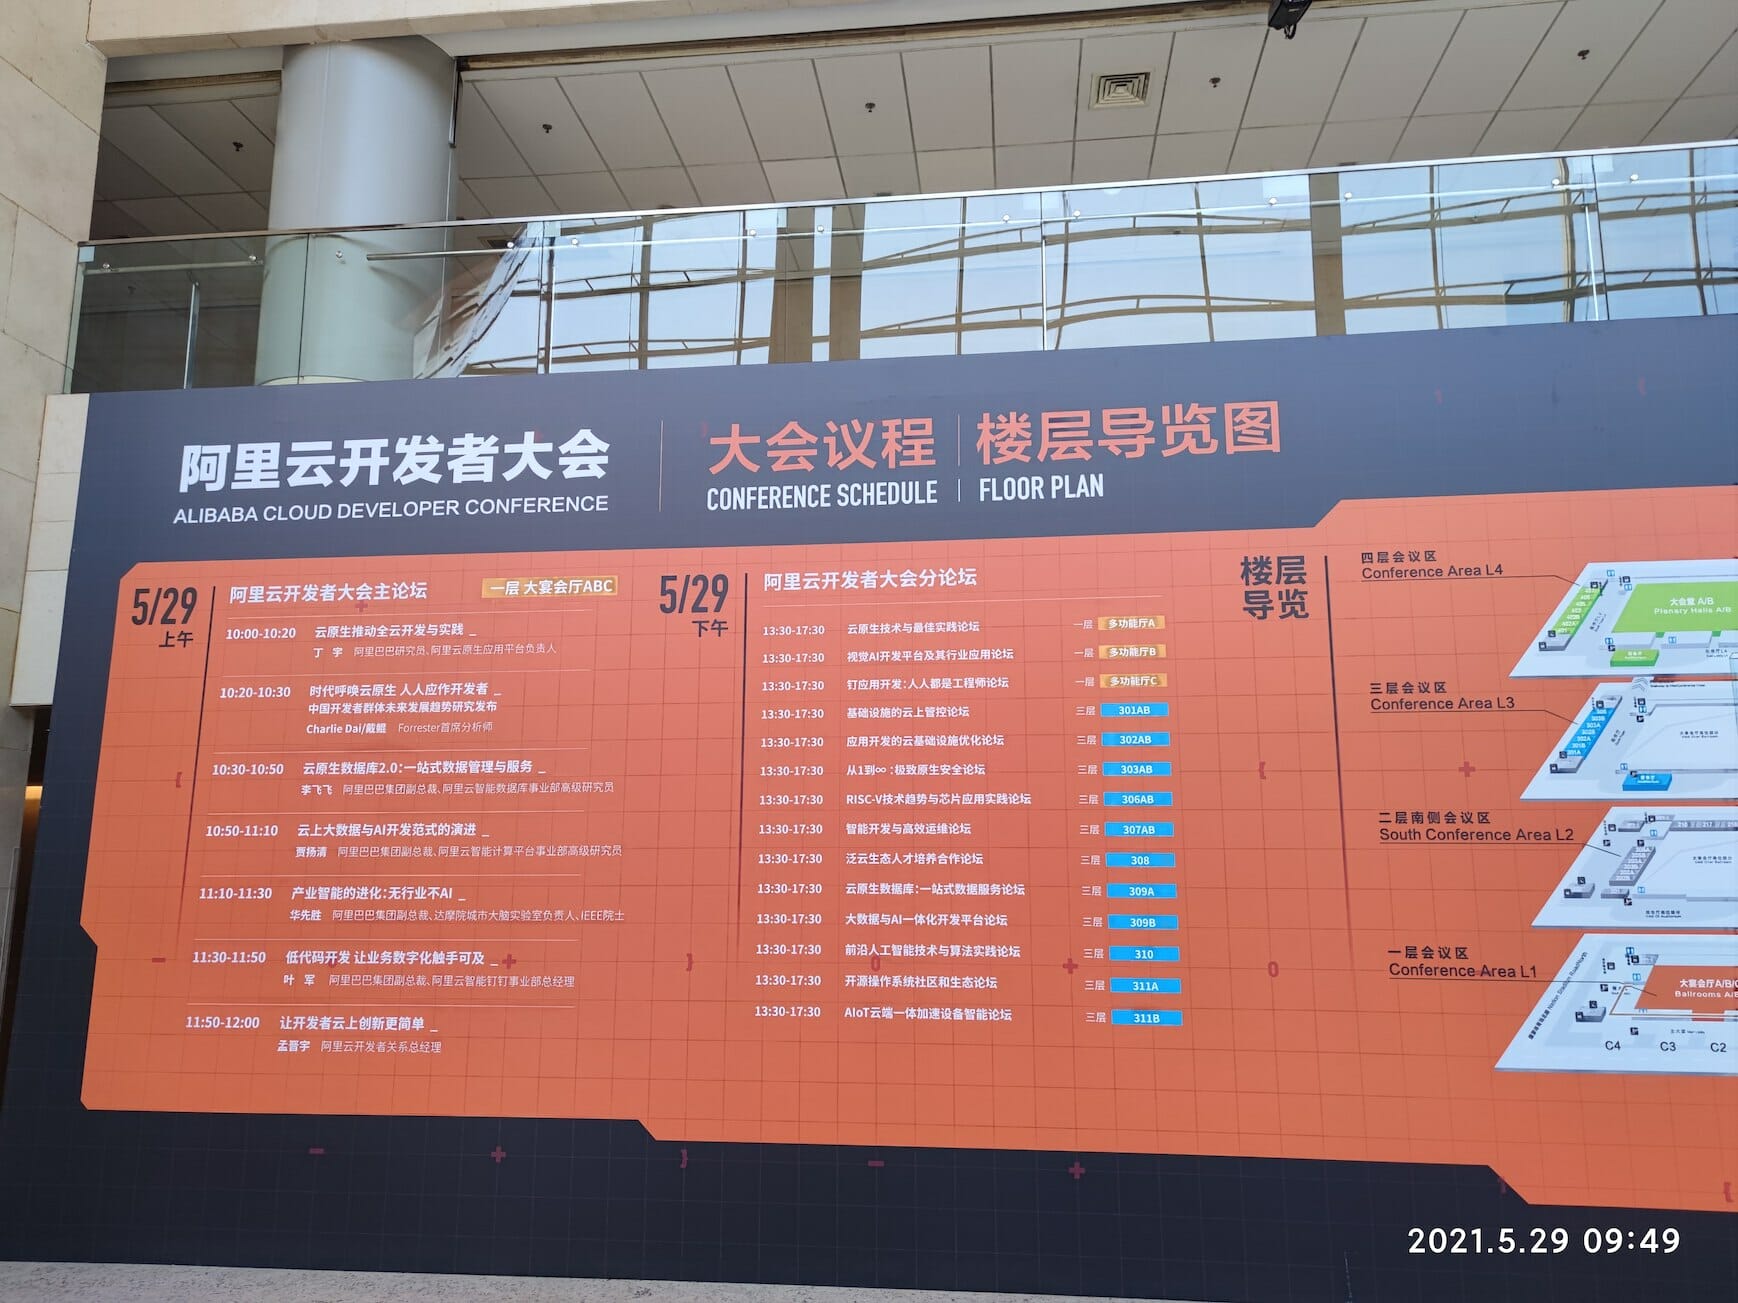 阿里云开发者大会
ALIBABA CLOUD DEVELOPER CONFERENCE
大会议程 | 楼层导览图
CONFERENCE SCHEDULE | FLOOR PLAN
5/29
上午
阿里云开发者大会主论坛 一层 大宴会厅ABC
10:00-10:20 云原生推动全云开发与实践 _
丁 宇 阿里巴巴研究员、阿里云原生应用平台负责人
10:20-10:30 时代呼唤云原生 人人应作开发者 _
中国开发者群体未来发展趋势研究发布
Charlie Dai/戴鲲 Forrester首席分析师
10:30-10:50 云原生数据库2.0:一站式数据管理与服务 _
李飞飞 阿里巴巴集团副总裁、阿里云智能数据库事业部高级研究员
10:50-11:10 云上大数据与AI开发范式的演进 _
贾扬清 阿里巴巴集团副总裁、阿里云智能计算平台事业部高级研究员
11:10-11:30 产业智能的进化:无行业不AI _
华先胜 阿里巴巴集团副总裁、达摩院城市大脑实验室负责人、IEEE院士
11:30-11:50 低代码开发 让业务数字化触手可及 _
叶 军 阿里巴巴集团副总裁、阿里云智能钉钉事业部总经理
11:50-12:00 让开发者云上创新更简单 _
孟晋宇 阿里云开发者关系总经理
5/29
下午
阿里云开发者大会分论坛
13:30-17:30 云原生技术与最佳实践论坛 一层 多功能厅A
13:30-17:30 视觉AI开发平台及其行业应用论坛 一层 多功能厅B
13:30-17:30 钉应用开发:人人都是工程师论坛 一层 多功能厅C
13:30-17:30 基础设施的云上管控论坛 三层 301AB
13:30-17:30 应用开发的云基础设施优化论坛 三层 302AB
13:30-17:30 从1到∞:极致原生安全论坛 三层 303AB
13:30-17:30 RISC-V技术趋势与芯片应用实践论坛 三层 306AB
13:30-17:30 智能开发与高效运维论坛 三层 307AB
13:30-17:30 泛云生态人才培养合作论坛 三层 308
13:30-17:30 云原生数据库:一站式数据服务论坛 三层 309A
13:30-17:30 大数据与AI一体化开发平台论坛 三层 309B
13:30-17:30 前沿人工智能技术与算法实践论坛 三层 310
13:30-17:30 开源操作系统社区和生态论坛 三层 311A
13:30-17:30 AIoT云端一体加速设备智能论坛 三层 311B
楼层
导览
四层会议区
Conference Area L4
大会堂 A/B
Plenary Halls A/B
三层会议区
Conference Area L3
二层南侧会议区
South Conference Area L2
一层会议区
Conference Area L1
大宴会厅A/B/
Ballrooms A/B
C4 C3 C2
2021.5.29 09:49